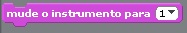 mude o instrumento para 1